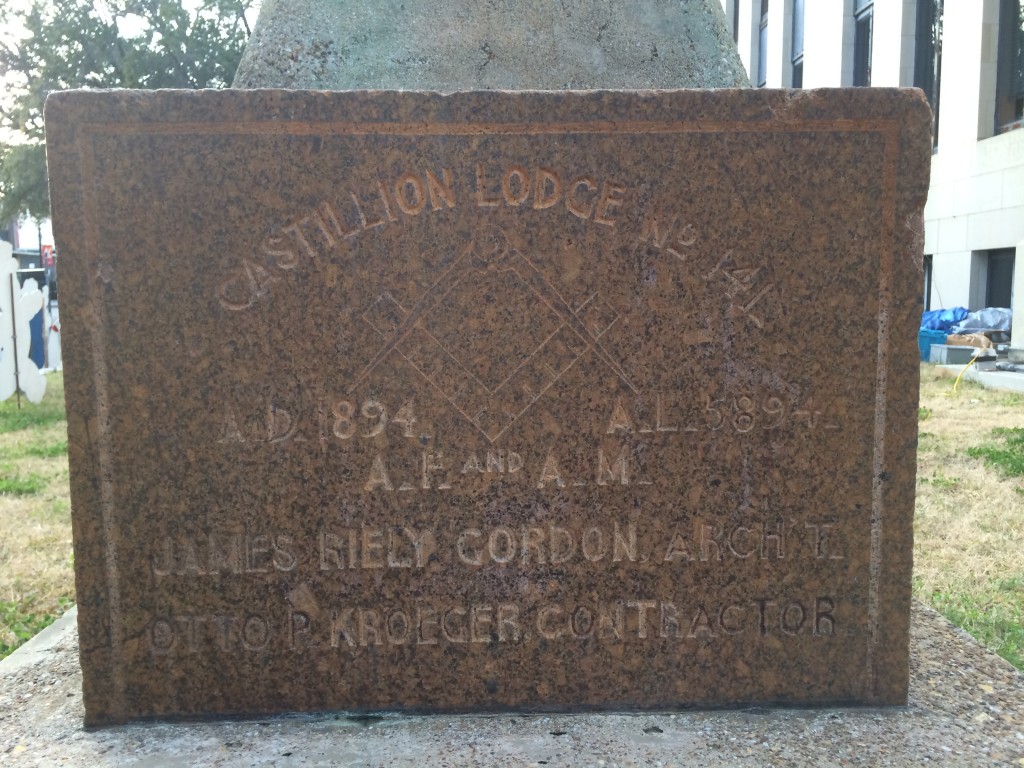 CASTILLION LODGE No 141
A.D. 1894. A.L. 5894.
A.F. AND A.M.
JAMES RIELY GORDON, ARCH'T.
OTTO P. KROEGER CONTRACTOR.